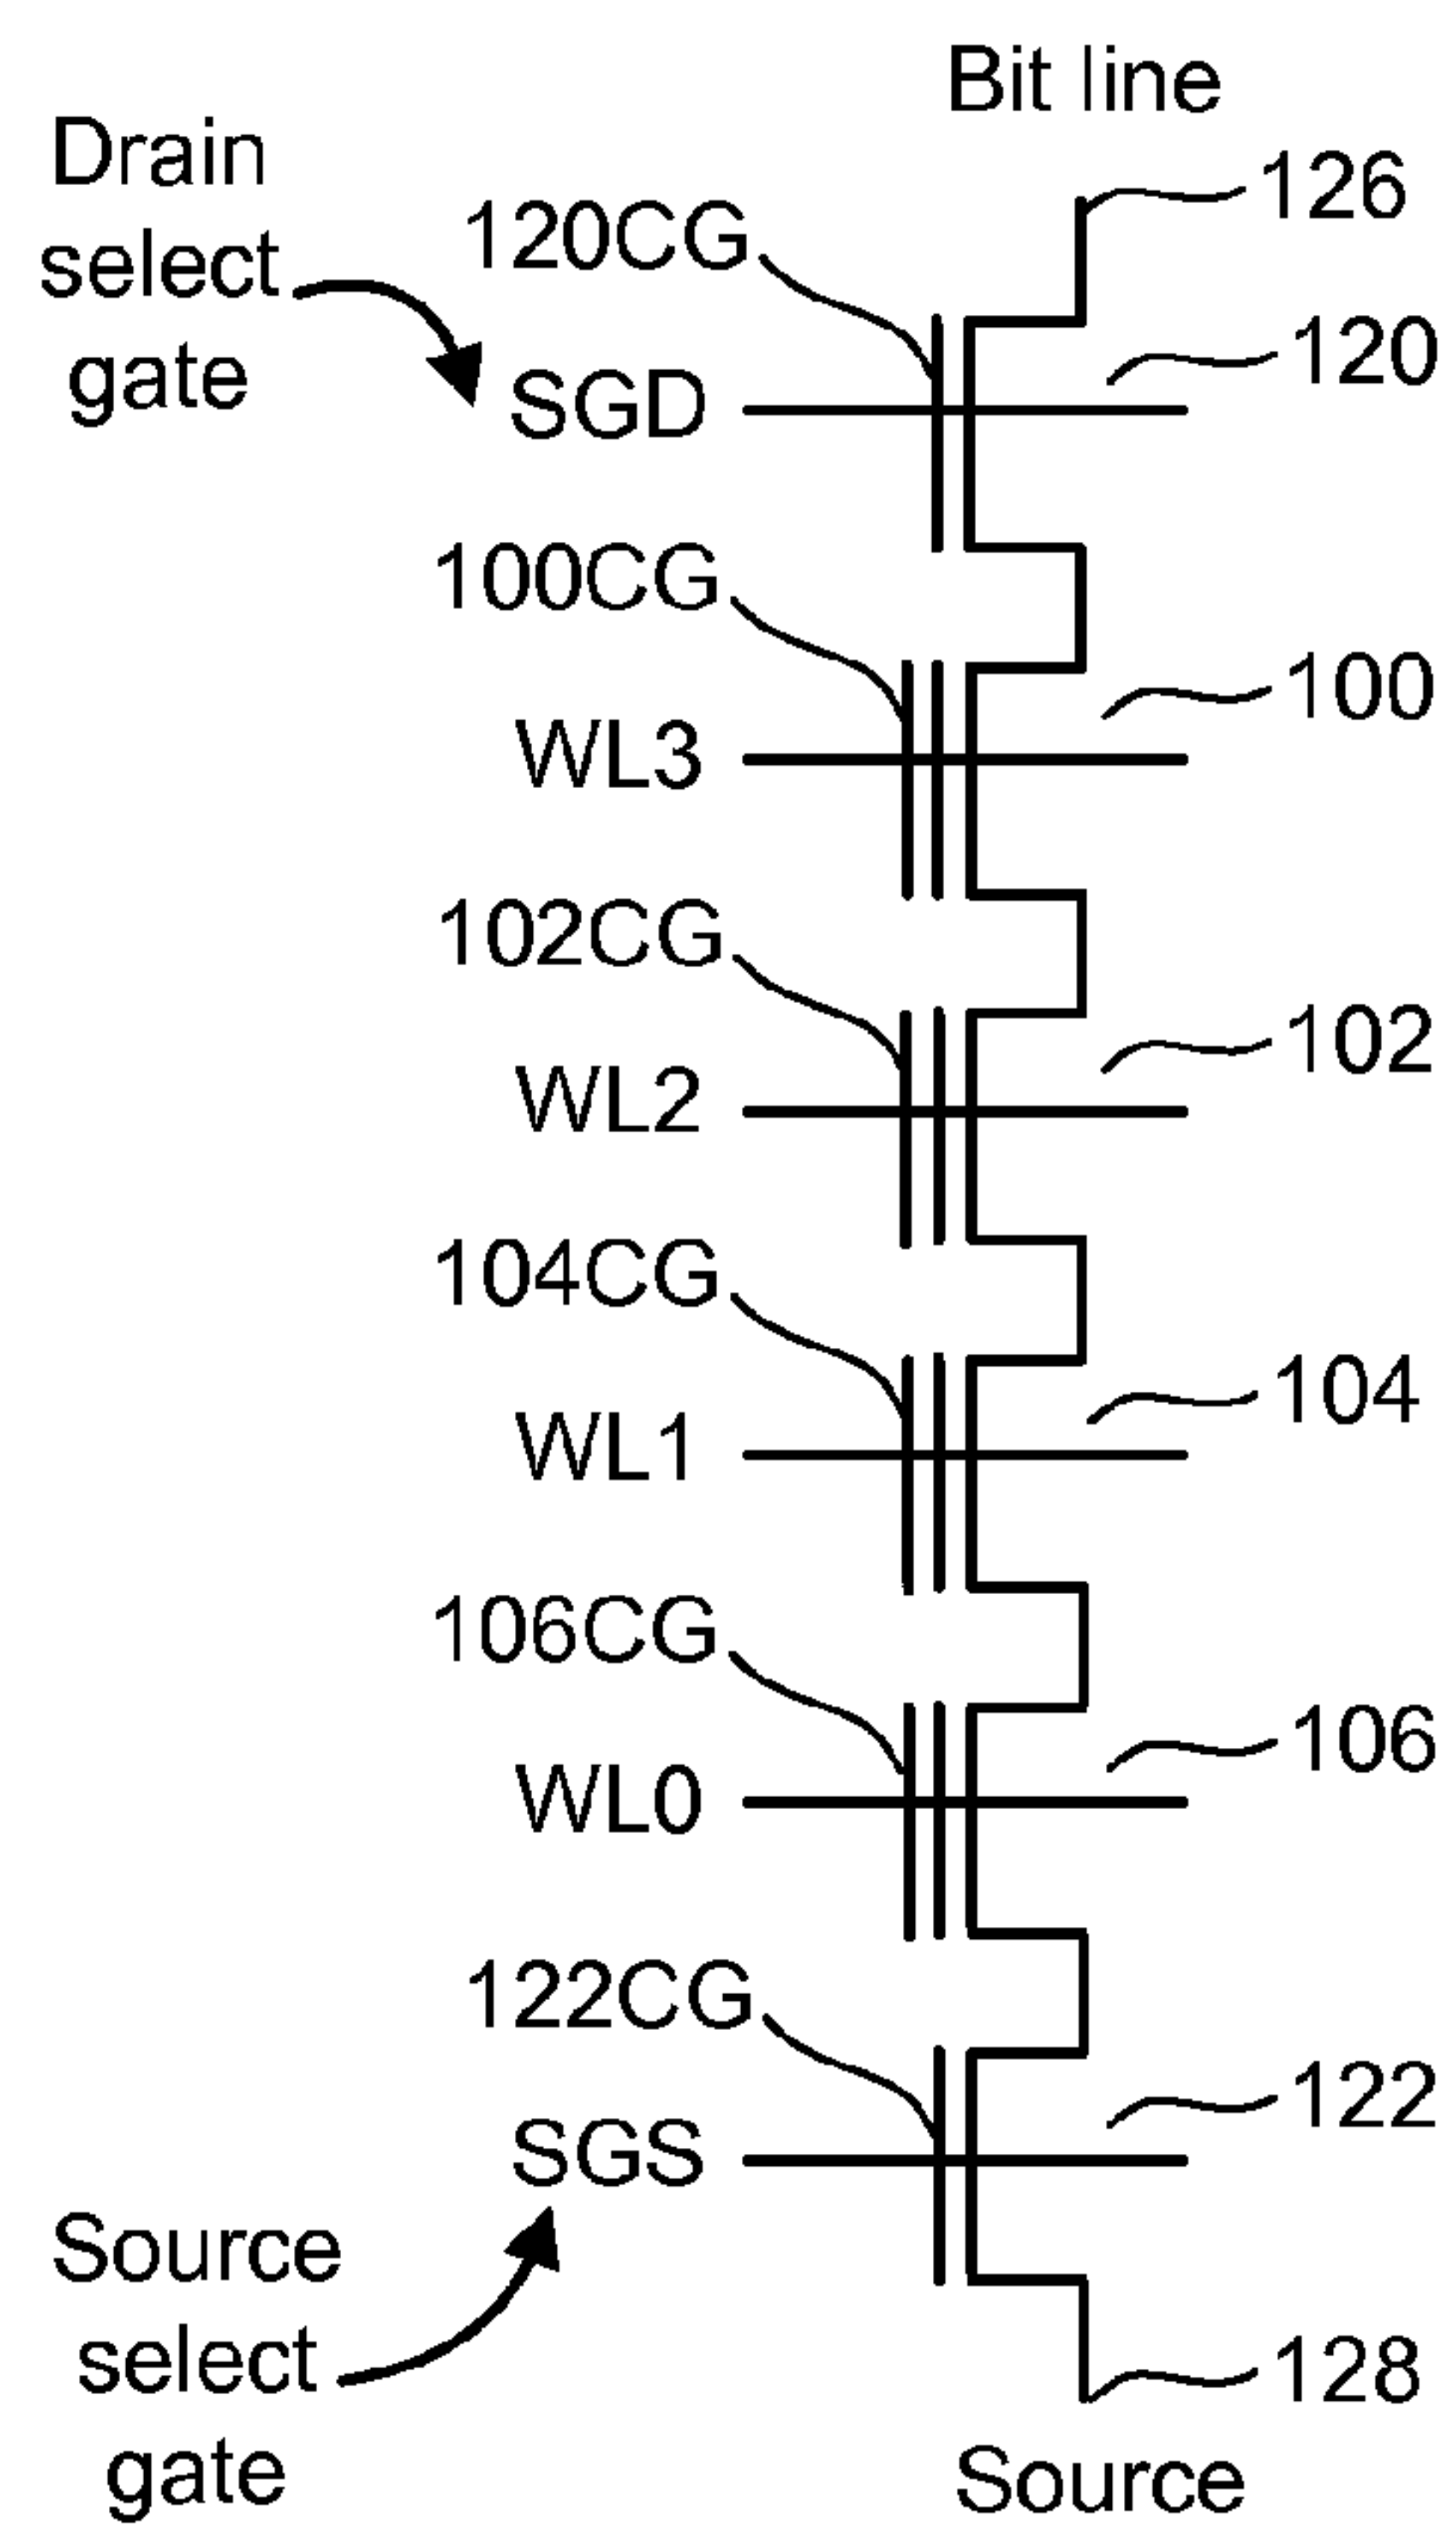 Bit line
126
Drain
select
gate
120CG
120
SGD
100CG
100
WL3
102CG
102
WL2
104CG
104
WL1
106CG
106
WL0
122CG
122
SGS
Source
select
gate
128
Source